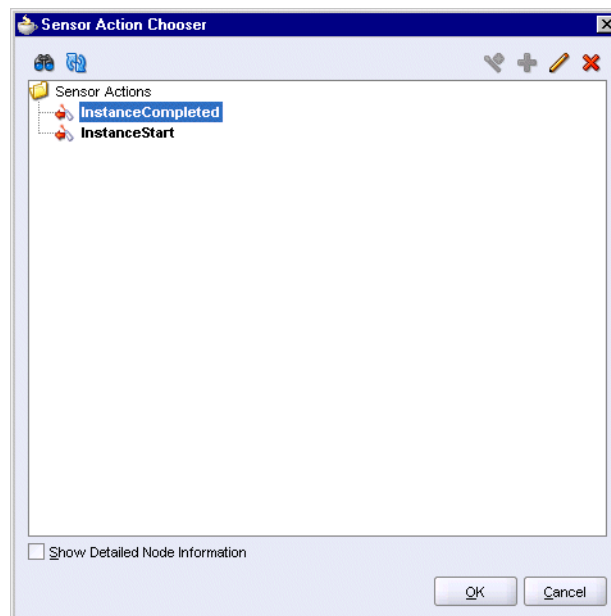 Sensor Action Chooser
Sensor Actions
InstanceCompleted
InstanceStart
Show Detailed Node Information
OK Cancel